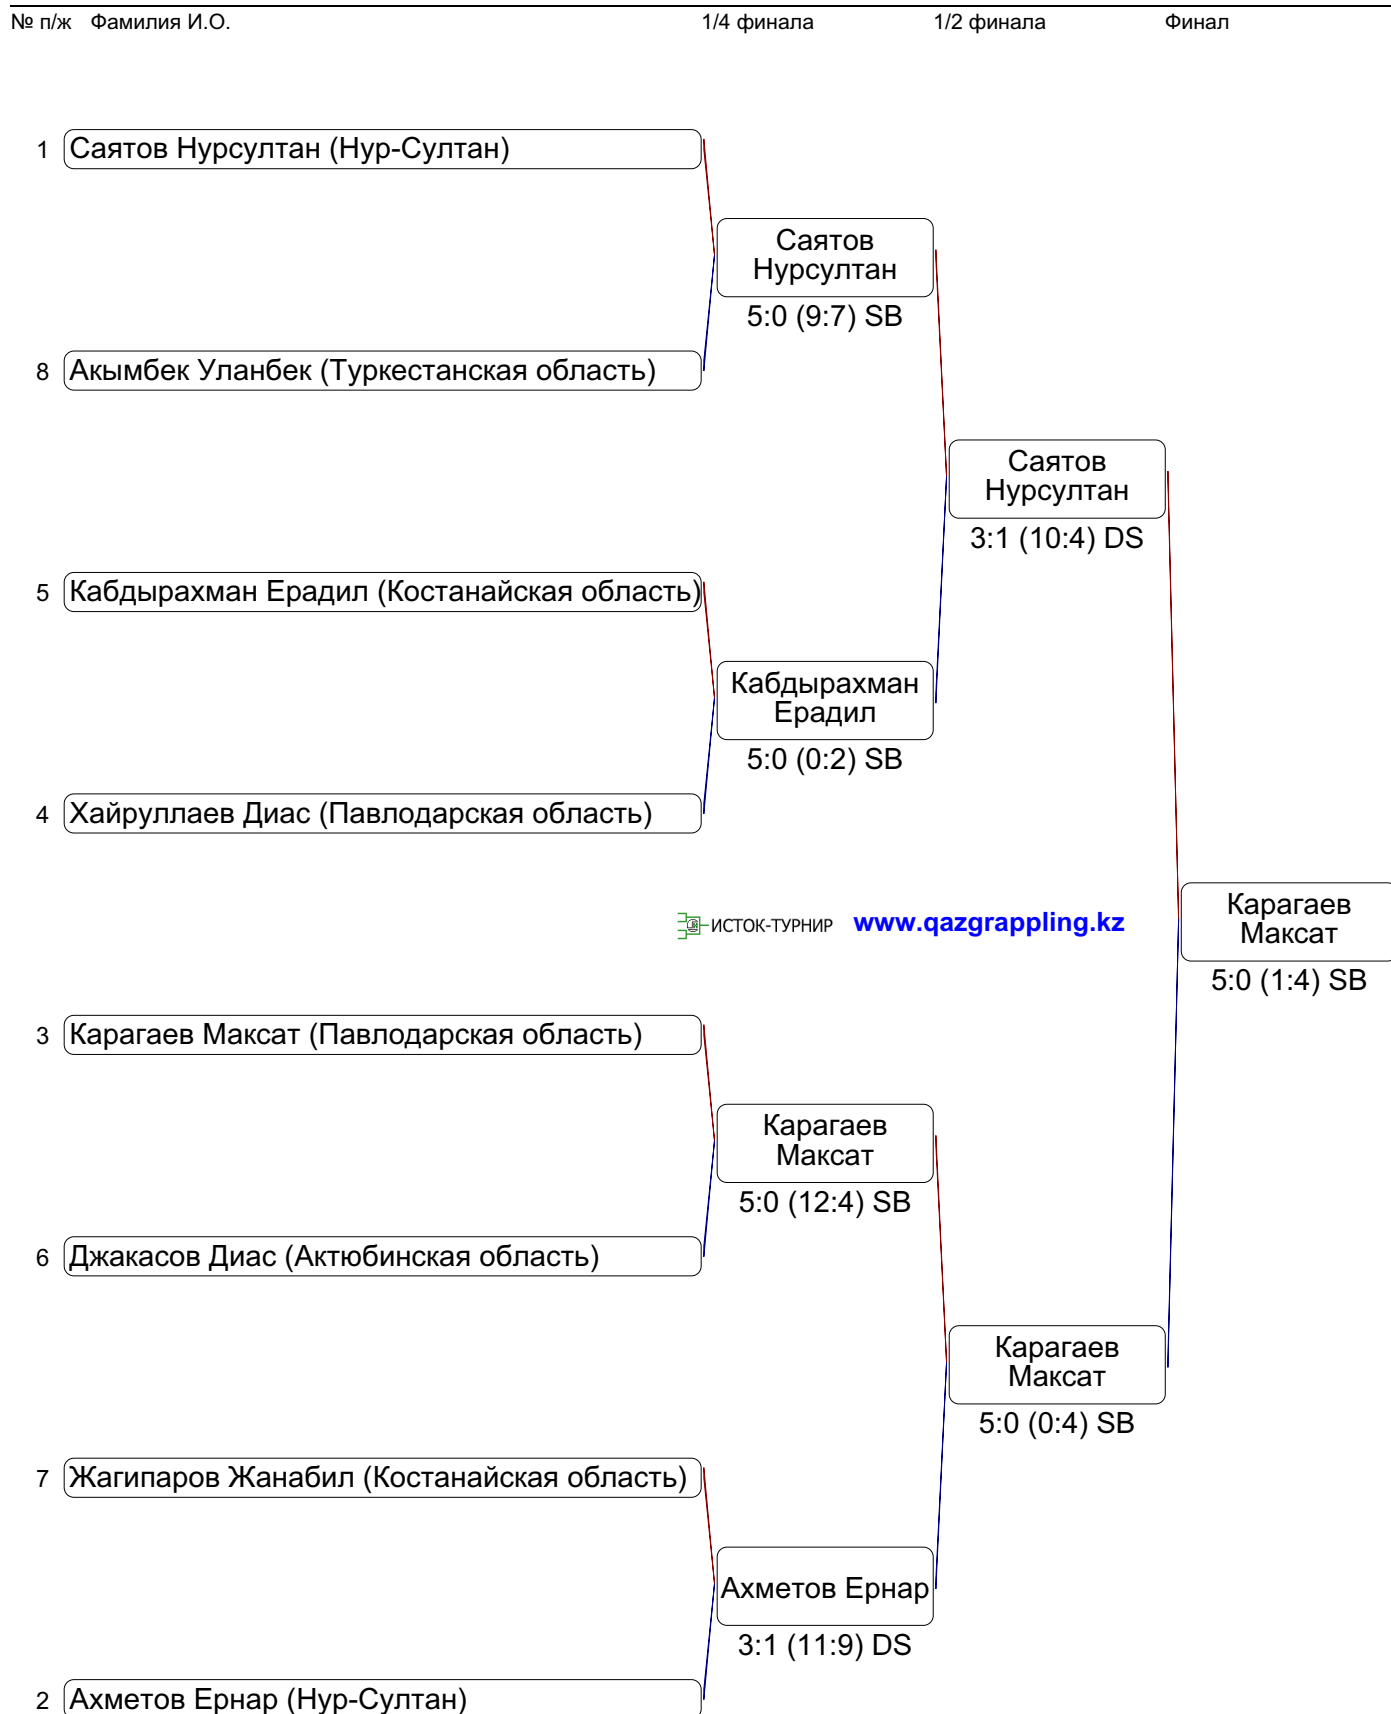 № п/ж Фамилия И.О. 1/4 финала 1/2 финала Финал
1 Саятов Нурсултан (Нур-Султан)
Саятов
Нурсултан
5:0 (9:7) SB
8 Акымбек Уланбек (Туркестанская область)
Саятов
Нурсултан
3:1 (10:4) DS
5 Кабдырахман Ерадил (Костанайская область)
Кабдырахман
Ерадил
5:0 (0:2) SB
4 Хайруллаев Диас (Павлодарская область)
ИСТОК-ТУРНИР www.qazgrappling.kz
Карагаев
Максат
5:0 (1:4) SB
3 Карагаев Максат (Павлодарская область)
Карагаев
Максат
5:0 (12:4) SB
6 Джакасов Диас (Актюбинская область)
Карагаев
Максат
5:0 (0:4) SB
7 Жагипаров Жанабил (Костанайская область)
Ахметов Ернар
3:1 (11:9) DS
2 Ахметов Ернар (Нур-Султан)